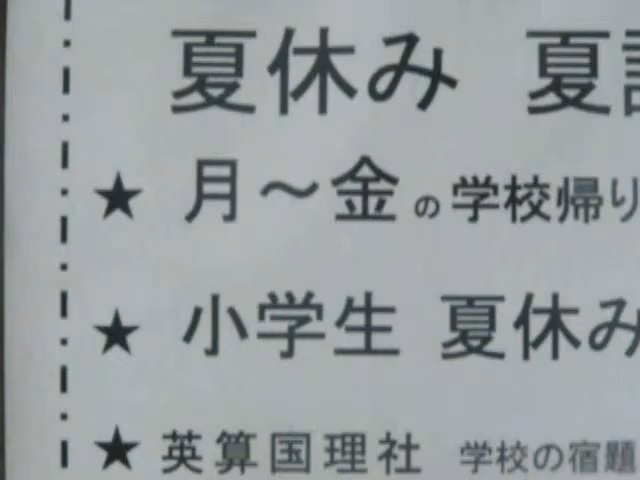 夏休み 夏
★ 月～金の学校帰り
★ 小学生 夏休み
★ 英算国理社 学校の宿題